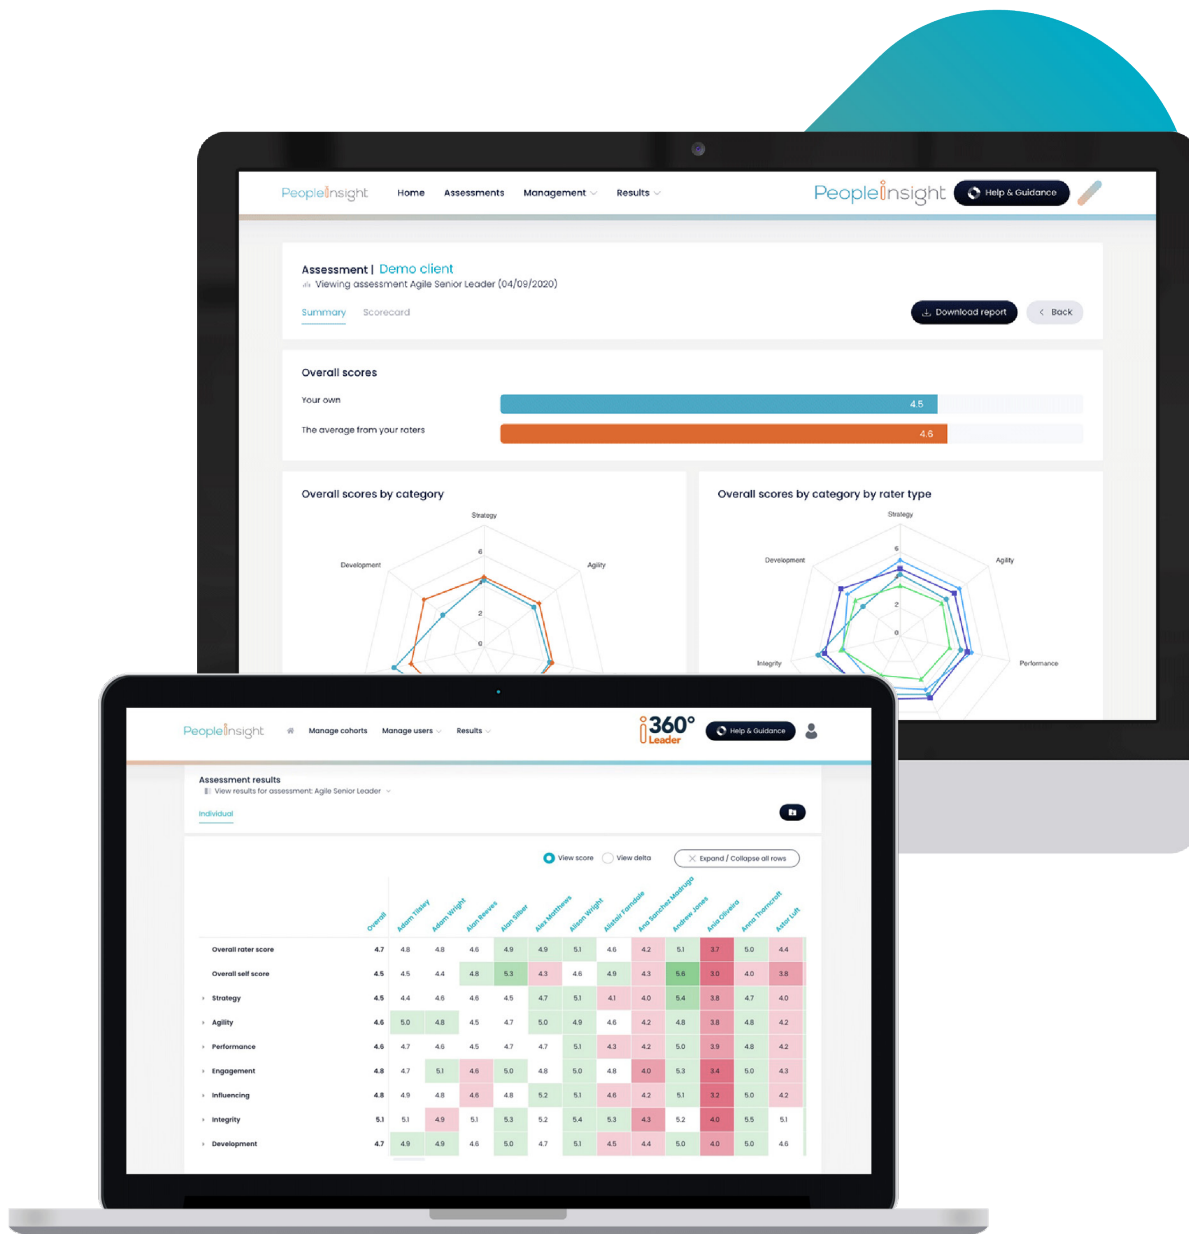 PeopleInsight Home Assessments Management Results PeopleInsight Help & Guidance
Assessment | Demo client
Viewing assessment Agile Senior Leader (04/09/2020)
Summary Scorecard Download report < Back
Overall scores
Your own 4.5
The average from your raters 4.6
Overall scores by category Overall scores by category by rater type
Strategy Strategy
6 6
Development Agility Development Agility
2 2
0 0
Integrity Performance
PeopleInsight Manage cohorts Manage users Results i360° Leader Help & Guidance
Assessment results
View results for assessment: Agile Senior Leader
Individual
View score View delta Expand / Collapse all rows
Overall Adam Tilsley Adam Wright Alan Reeves Alan Silber Alex Matthews Alison Wright Alistair Farndale Ana Sanchez Madruga Andrew Jones Ania Oliveira Anna Thorncroft Astor Luft
Overall rater score 4.7 4.8 4.8 4.6 4.9 4.9 5.1 4.6 4.2 5.1 3.7 5.0 4.4
Overall self score 4.5 4.5 4.4 4.8 5.3 4.3 4.6 4.9 4.3 5.6 3.0 4.0 3.8
Strategy 4.5 4.4 4.6 4.6 4.5 4.7 5.1 4.1 4.0 5.4 3.8 4.7 4.0
Agility 4.6 5.0 4.8 4.5 4.7 5.0 4.9 4.6 4.2 4.8 3.8 4.8 4.2
Performance 4.6 4.7 4.6 4.5 4.7 4.7 5.1 4.3 4.2 5.0 3.9 4.8 4.2
Engagement 4.8 4.7 5.1 4.6 5.0 4.8 5.0 4.8 4.0 5.3 3.4 5.0 4.3
Influencing 4.8 4.9 4.8 4.6 4.8 5.2 5.1 4.6 4.2 5.1 3.2 5.0 4.2
Integrity 5.1 5.1 4.9 5.1 5.3 5.2 5.4 5.3 4.3 5.2 4.0 5.5 5.1
Development 4.7 4.9 4.9 4.6 5.0 4.7 5.1 4.5 4.4 5.0 4.0 5.0 4.6